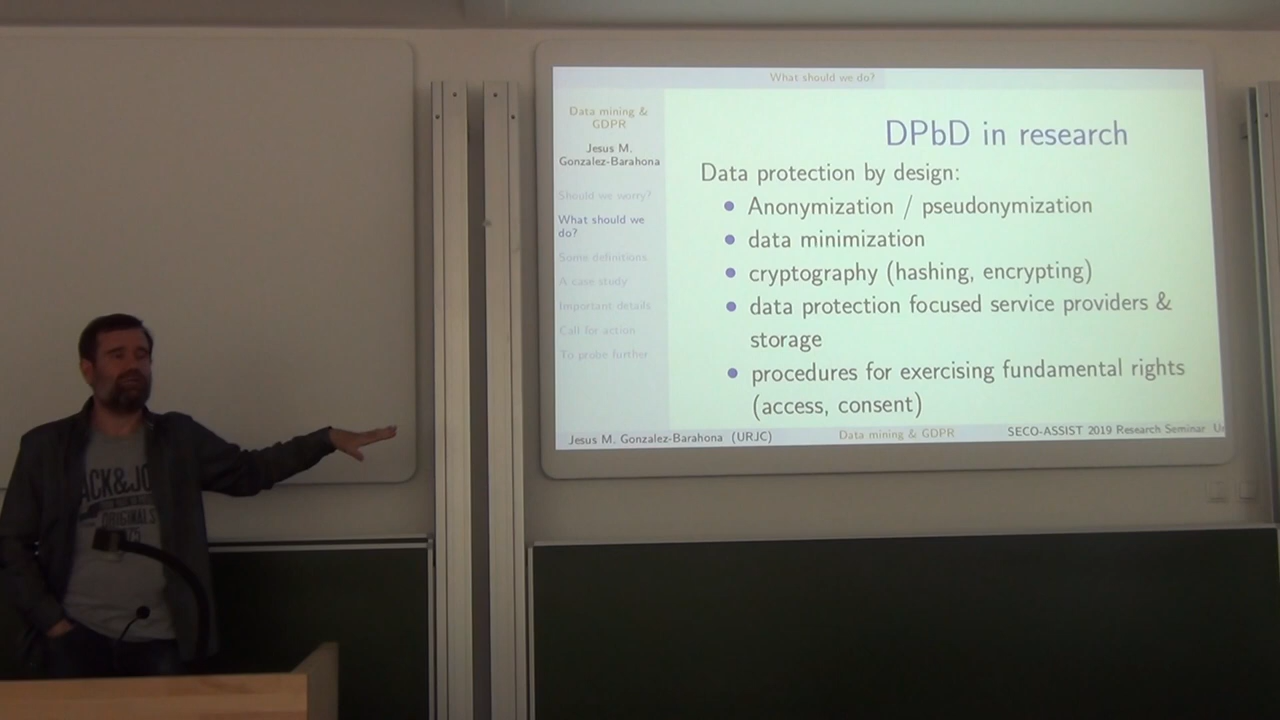 What should we do?
Data mining &
GDPR
Jesus M.
Gonzalez-Barahona
Should we worry?
What should we
do?
Some definitions
A case study
Important details
Call for action
To probe further
DPbD in research
Data protection by design:
• Anonymization / pseudonymization
• data minimization
• cryptography (hashing, encrypting)
• data protection focused service providers &
storage
• procedures for exercising fundamental rights
(access, consent)
Jesus M. Gonzalez-Barahona (URJC)
Data mining & GDPR
SECO-ASSIST 2019 Research Seminar
ACK&JO
ORIGINALS